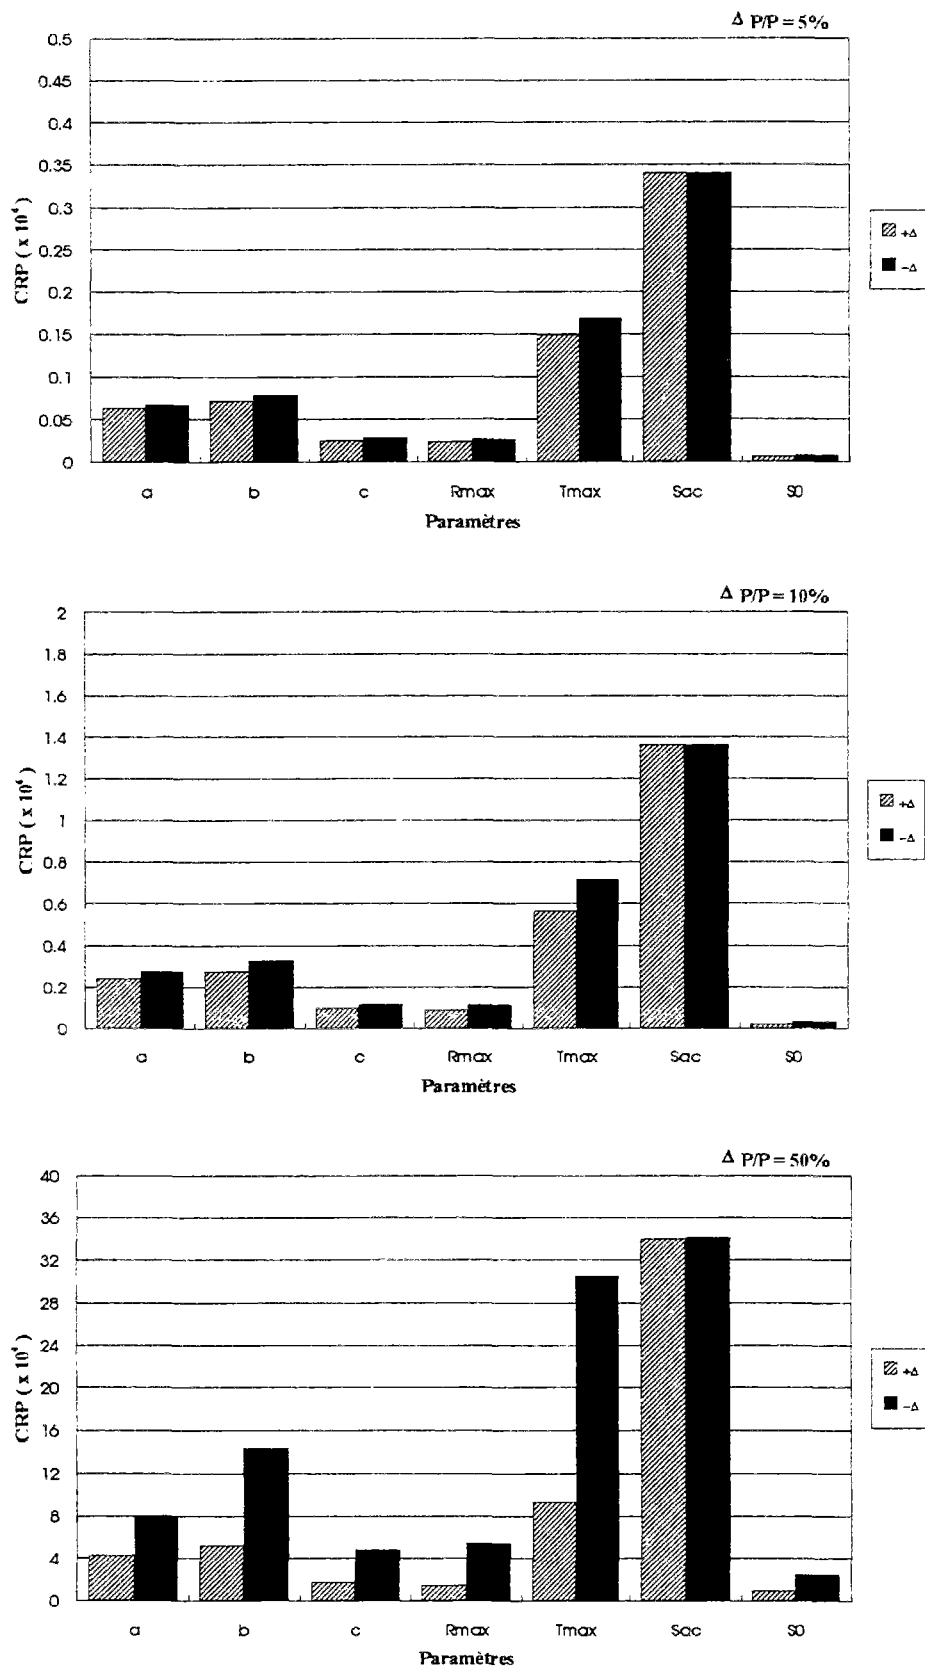 Δ P/P = 5%
0.5
0.45
0.4
0.35
0.3
0.25
0.2
0.15
0.1
0.05
0
CRP ( x 10⁴ )
a b c Rmax Tmax Sac S0
Paramètres
+Δ
-Δ
Δ P/P = 10%
2
1.8
1.6
1.4
1.2
1
0.8
0.6
0.4
0.2
0
CRP ( x 10⁴ )
a b c Rmax Tmax Sac S0
Paramètres
+Δ
-Δ
Δ P/P = 50%
40
36
32
28
24
20
16
12
8
4
0
CRP ( x 10⁴ )
a b c Rmax Tmax Sac S0
Paramètres
+Δ
-Δ